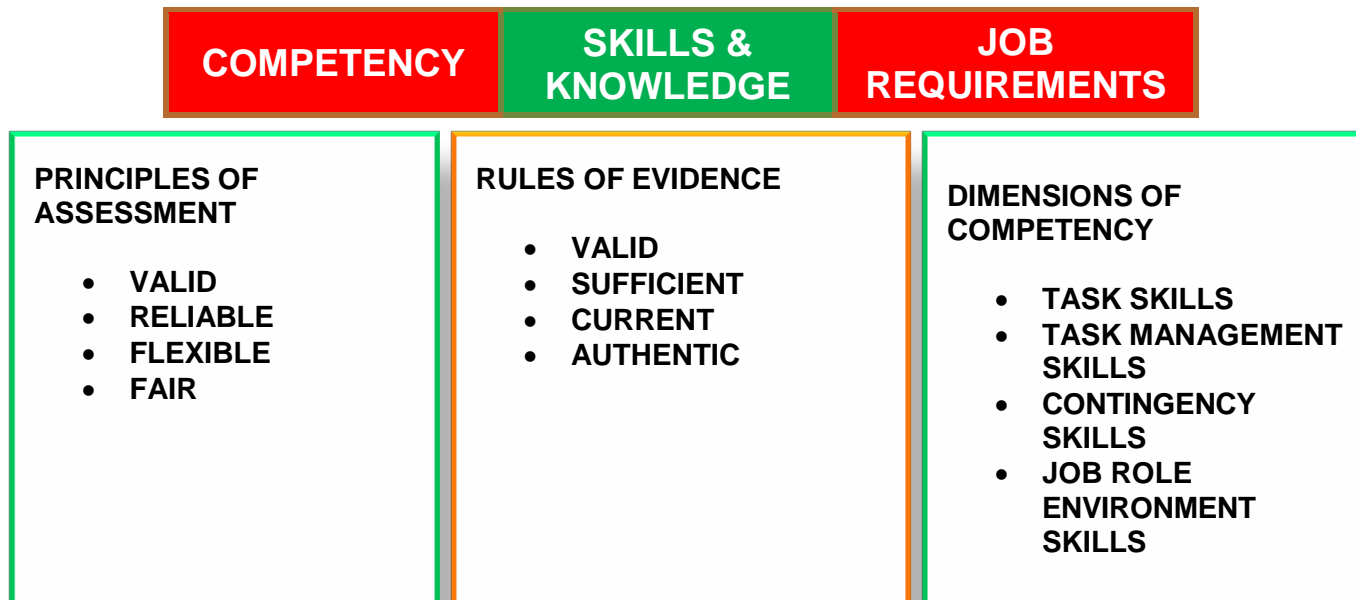 COMPETENCY
SKILLS &
KNOWLEDGE
JOB
REQUIREMENTS
PRINCIPLES OF
ASSESSMENT
• VALID
• RELIABLE
• FLEXIBLE
• FAIR
RULES OF EVIDENCE
• VALID
• SUFFICIENT
• CURRENT
• AUTHENTIC
DIMENSIONS OF
COMPETENCY
• TASK SKILLS
• TASK MANAGEMENT
SKILLS
• CONTINGENCY
SKILLS
• JOB ROLE
ENVIRONMENT
SKILLS